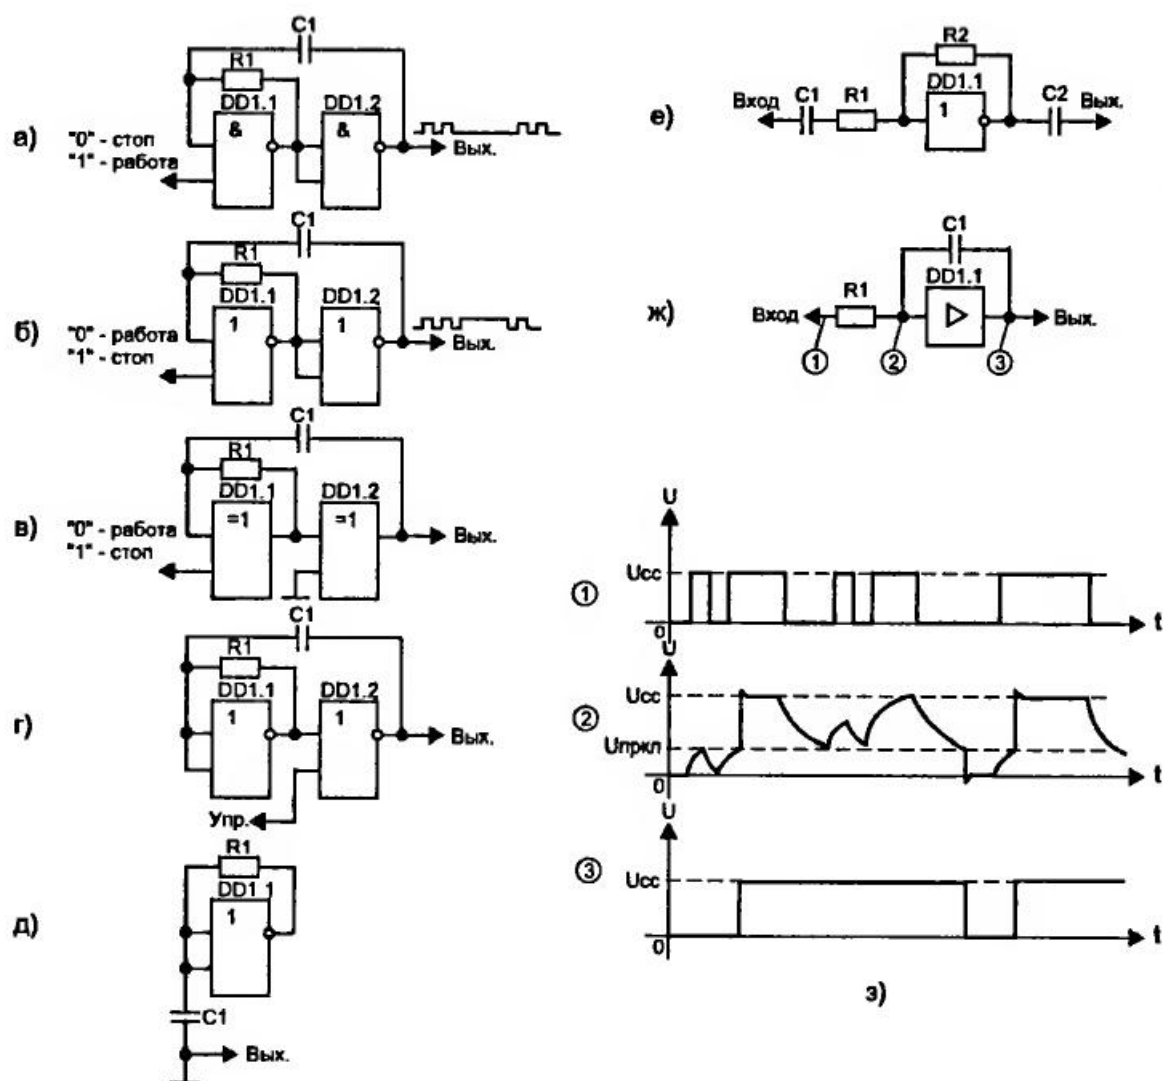 а)
C1
R1
DD1.1
DD1.2
&
&
"0" - стоп
"1" - работа
Вых.
б)
C1
R1
DD1.1
DD1.2
1
1
"0" - работа
"1" - стоп
Вых.
в)
C1
R1
DD1.1
DD1.2
=1
=1
"0" - работа
"1" - стоп
Вых.
г)
C1
R1
DD1.1
DD1.2
1
1
Упр.
Вых.
д)
R1
DD1.1
1
C1
Вых.
е)
R2
DD1.1
Вход
C1
R1
1
C2
Вых.
ж)
C1
DD1.1
R1
Вход
Вых.
1
2
3
U
1
Ucc
0
t
U
2
Ucc
Uпркл
0
t
U
3
Ucc
0
t
з)